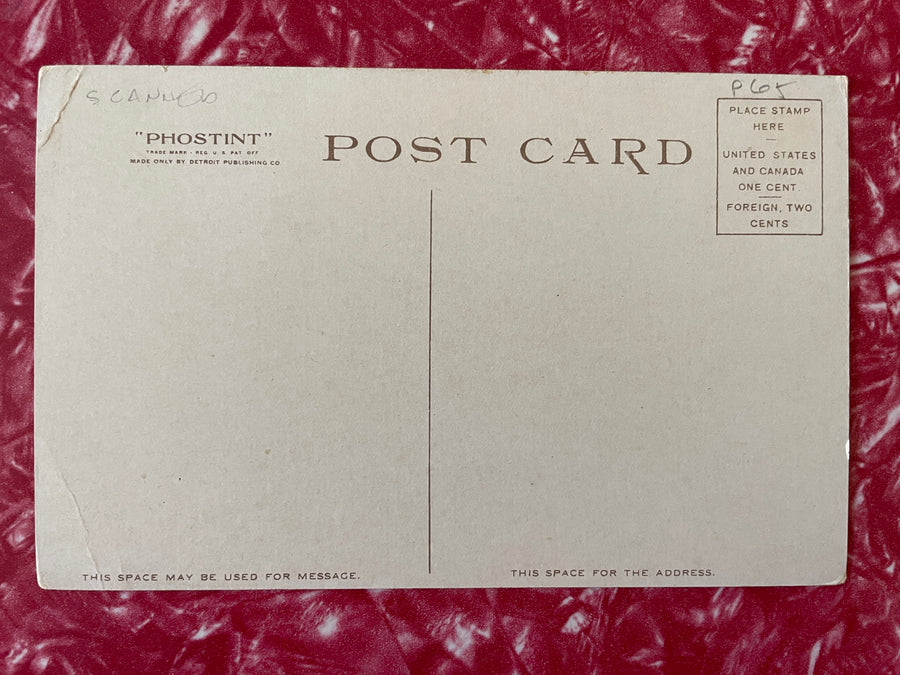 SCANNED
P65
"PHOSTINT"
TRADE MARK - REG. U. S. PAT. OFF
MADE ONLY BY DETROIT PUBLISHING CO.
POST CARD
PLACE STAMP
HERE
UNITED STATES
AND CANADA
ONE CENT.
FOREIGN, TWO
CENTS
THIS SPACE MAY BE USED FOR MESSAGE.
THIS SPACE FOR THE ADDRESS.